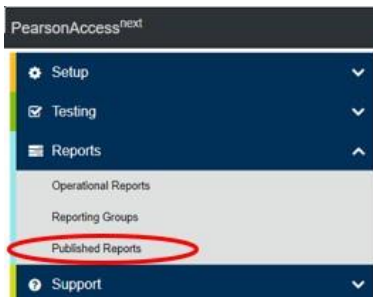 PearsonAccessnext
Setup
Testing
Reports
Operational Reports
Reporting Groups
Published Reports
Support